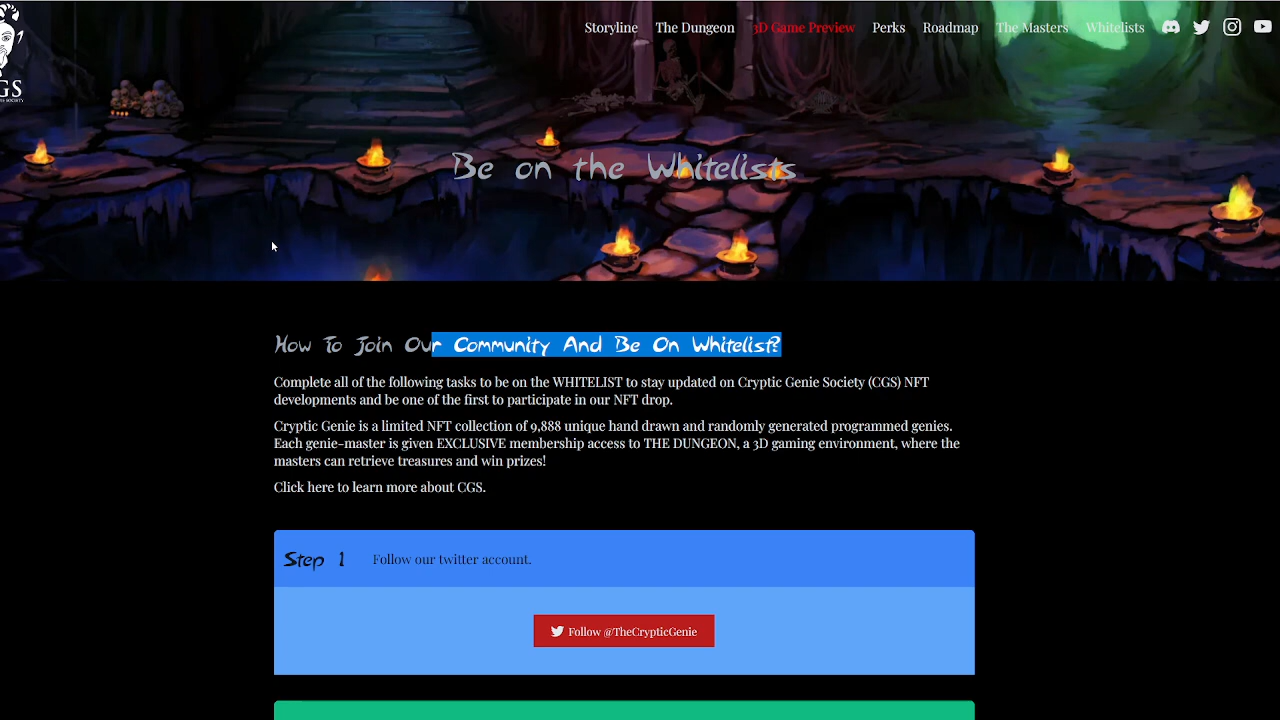 Storyline The Dungeon 3D Game Preview Perks Roadmap The Masters Whitelists
GS
Be on the Whitelists
How To Join Our Community And Be On Whitelist?
Complete all of the following tasks to be on the WHITELIST to stay updated on Cryptic Genie Society (CGS) NFT
developments and be one of the first to participate in our NFT drop.
Cryptic Genie is a limited NFT collection of 9,888 unique hand drawn and randomly generated programmed genies.
Each genie-master is given EXCLUSIVE membership access to THE DUNGEON, a 3D gaming environment, where the
masters can retrieve treasures and win prizes!
Click here to learn more about CGS.
Step 1 Follow our twitter account.
Follow @TheCrypticGenie